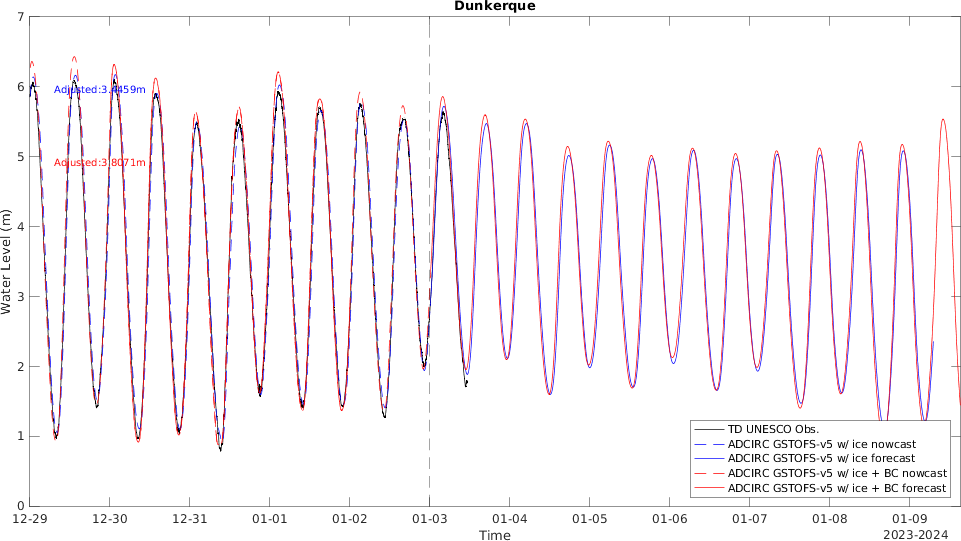 Dunkerque
7
6
5
4
3
2
1
0
Water Level (m)
Adjusted:3.4459m
Adjusted:3.8071m
TD UNESCO Obs.
ADCIRC GSTOFS-v5 w/ ice nowcast
ADCIRC GSTOFS-v5 w/ ice forecast
ADCIRC GSTOFS-v5 w/ ice + BC nowcast
ADCIRC GSTOFS-v5 w/ ice + BC forecast
12-29 12-30 12-31 01-01 01-02 01-03 01-04 01-05 01-06 01-07 01-08 01-09
Time
2023-2024